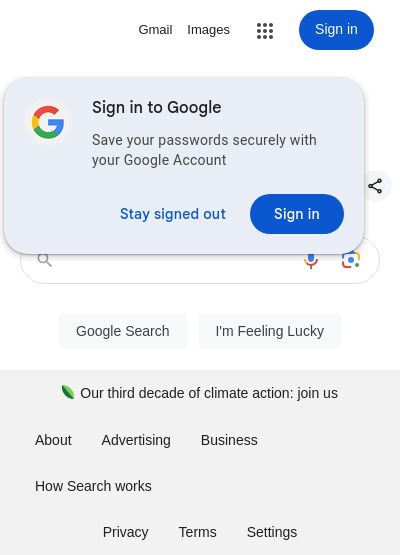 Gmail Images Sign in
Sign in to Google
Save your passwords securely with
your Google Account
Stay signed out Sign in
Google Search I'm Feeling Lucky
Our third decade of climate action: join us
About Advertising Business
How Search works
Privacy Terms Settings